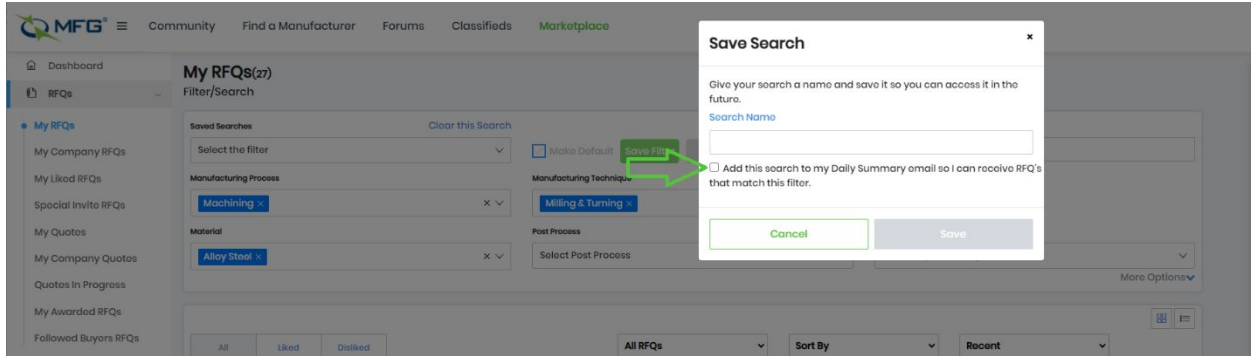 MFG®
Community Find a Manufacturer Forums Classifieds Marketplace
Dashboard
RFQs
My RFQs
My Company RFQs
My Liked RFQs
Special Invite RFQs
My Quotes
My Company Quotes
Quotes In Progress
My Awarded RFQs
Followed Buyers RFQs
My RFQs(27)
Filter/Search
Saved Searches Clear this Search
Select the filter
Make Default Save Filter
Manufacturing Process Manufacturing Technique
Machining × Milling & Turning ×
Material Post Process
Alloy Steel × Select Post Process
More Options
All Liked Disliked All RFQs Sort By Recent
Save Search ×
Give your search a name and save it so you can access it in the
future.
Search Name
Add this search to my Daily Summary email so I can receive RFQ's
that match this filter.
Cancel Save